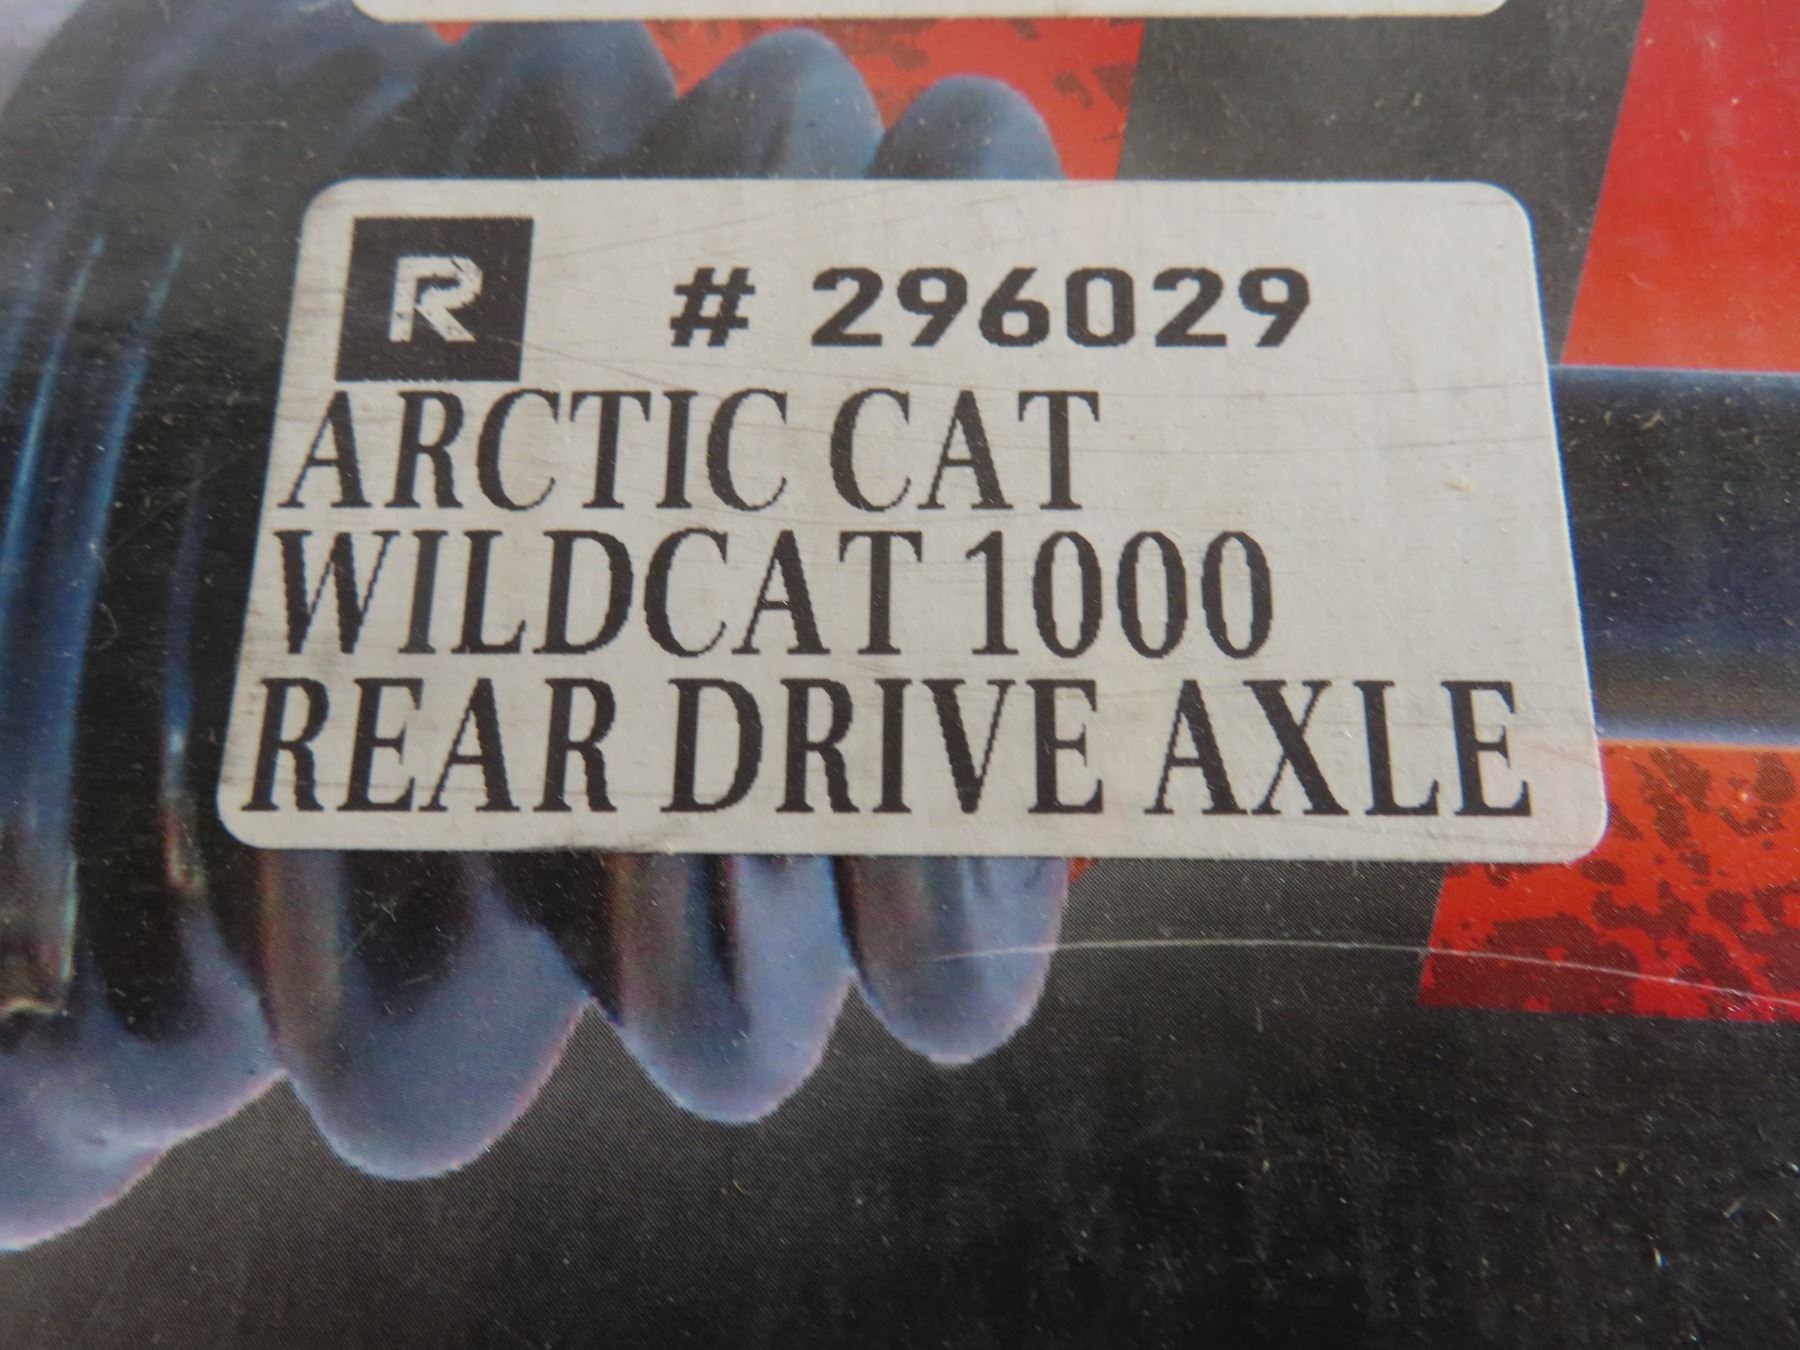 R # 296029
ARCTIC CAT
WILDCAT 1000
REAR DRIVE AXLE